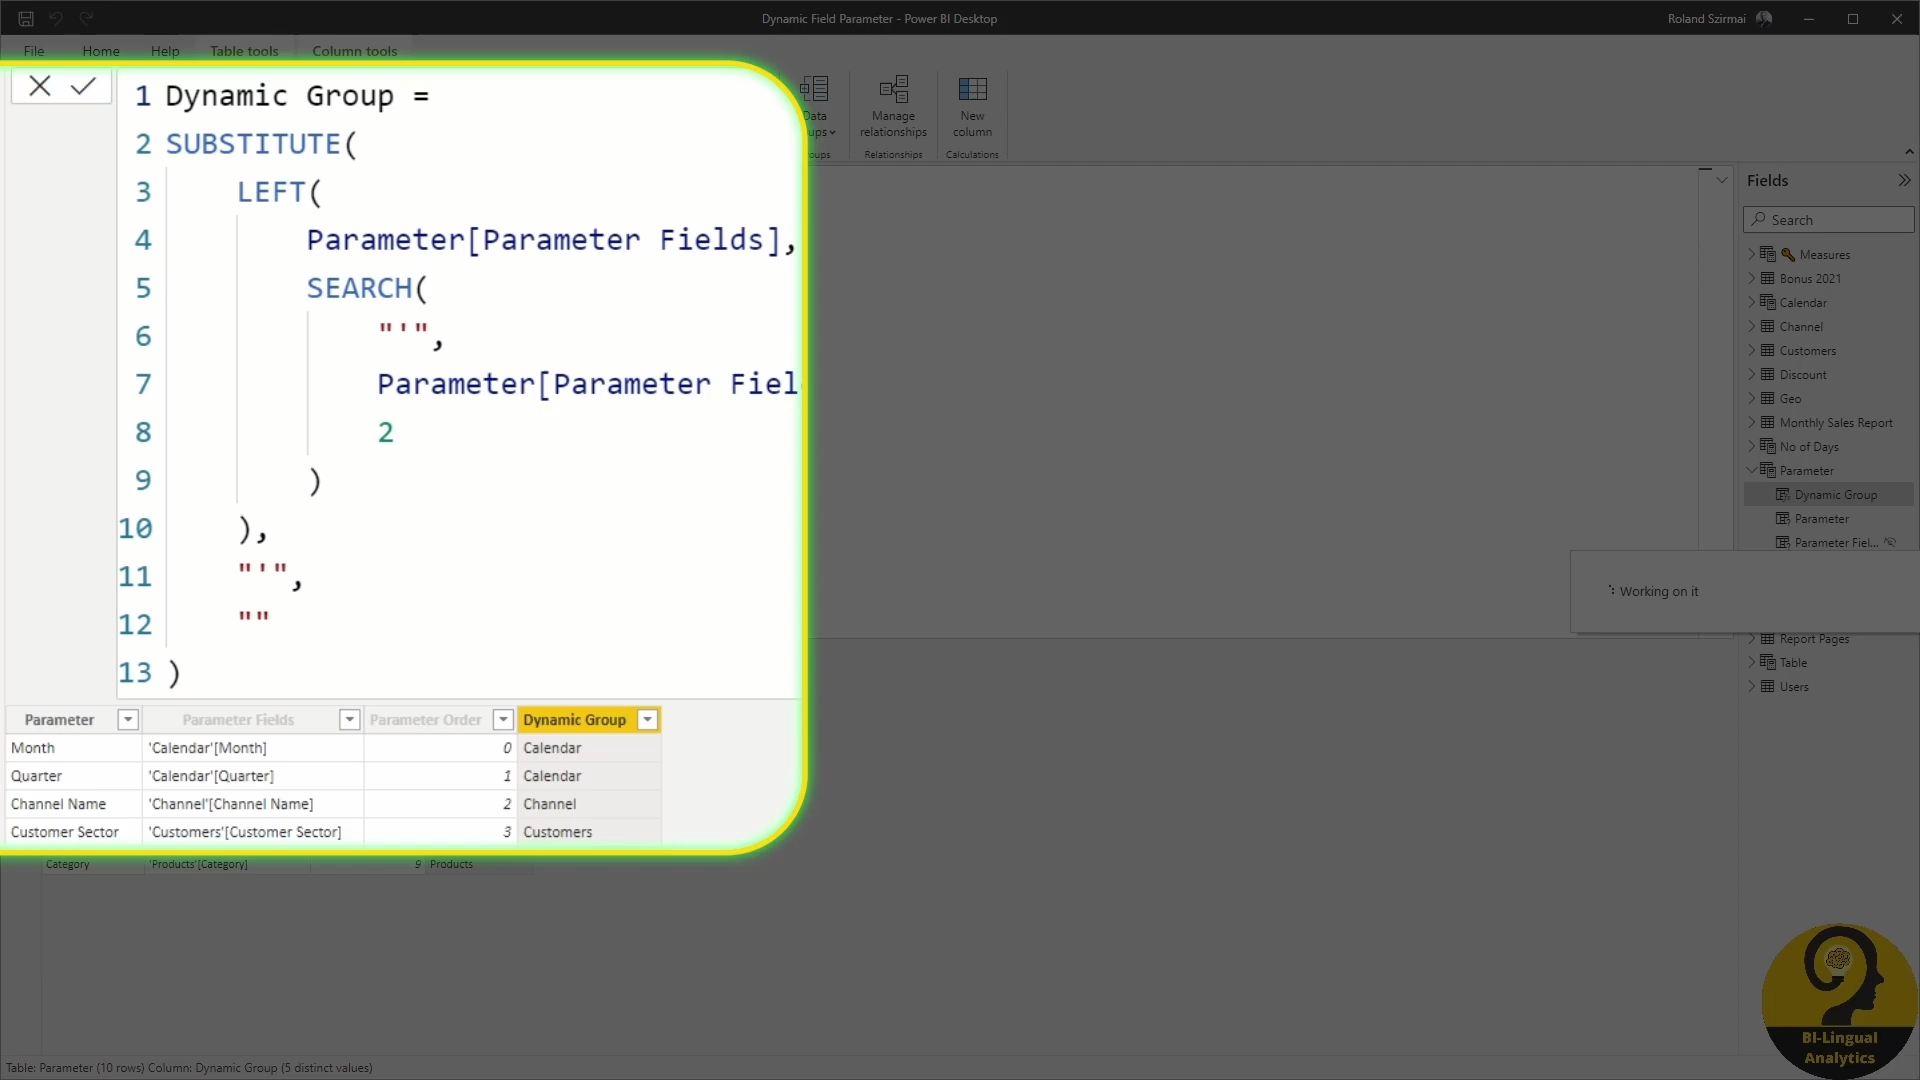 Dynamic Field Parameter - Power BI Desktop
Roland Szirmai
File Home Help Table tools Column tools
1 Dynamic Group =
2 SUBSTITUTE(
3 LEFT(
4 Parameter[Parameter Fields],
5 SEARCH(
6 "'",
7 Parameter[Parameter Fiel
8 2
9 )
10 ),
11 "'",
12 ""
13 )
Data
ups
oups
Manage
relationships
Relationships
New
column
Calculations
Parameter Parameter Fields Parameter Order Dynamic Group
Month 'Calendar'[Month] 0 Calendar
Quarter 'Calendar'[Quarter] 1 Calendar
Channel Name 'Channel'[Channel Name] 2 Channel
Customer Sector 'Customers'[Customer Sector] 3 Customers
Category 'Products'[Category] 9 Products
Fields
Search
Measures
Bonus 2021
Calendar
Channel
Customers
Discount
Geo
Monthly Sales Report
No of Days
Parameter
Dynamic Group
Parameter
Parameter Fiel...
Working on it
Report Pages
Table
Users
BI-Lingual
Analytics
Table: Parameter (10 rows) Column: Dynamic Group (5 distinct values)